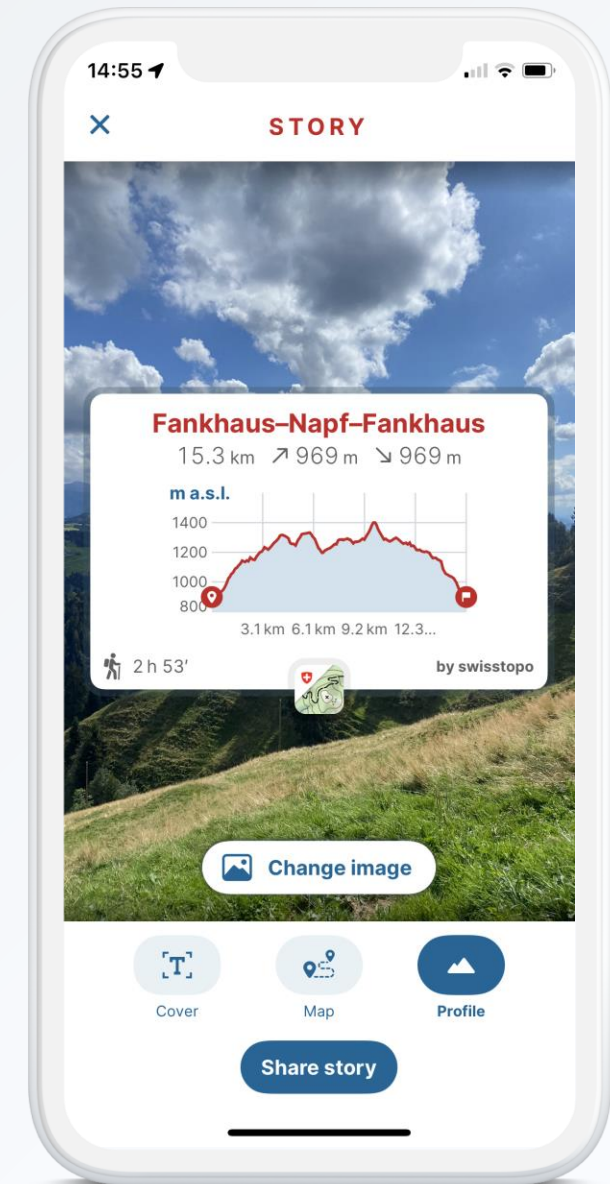 14:55
STORY
Fankhaus–Napf–Fankhaus
15.3 km ↗ 969 m ↘ 969 m
m a.s.l.
1400
1200
1000
800
3.1 km 6.1 km 9.2 km 12.3...
2 h 53′
by swisstopo
Change image
T
Cover
Map
Profile
Share story